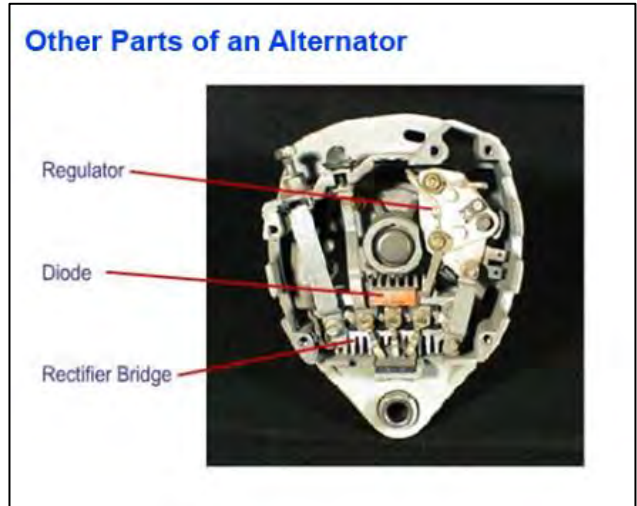 Other Parts of an Alternator
Regulator
Diode
Rectifier Bridge